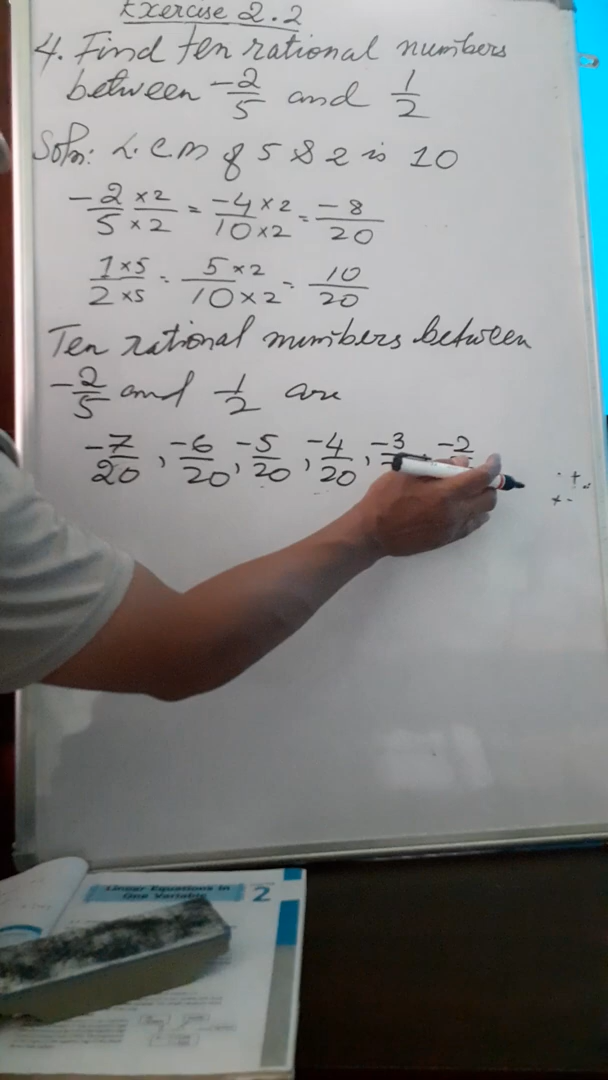 Exercise 2.2
4. Find ten rational numbers
between -2/5 and 1/2
Soln: L.CM of 5 & 2 is 10
-2×2/5×2 = -4×2/10×2 = -8/20
1×5/2×5 = 5×2/10×2 = 10/20
Ten rational numbers between
-2/5 and 1/2 are
-7/20, -6/20, -5/20, -4/20, -3, -2
Linear Equations in
One Variable
2